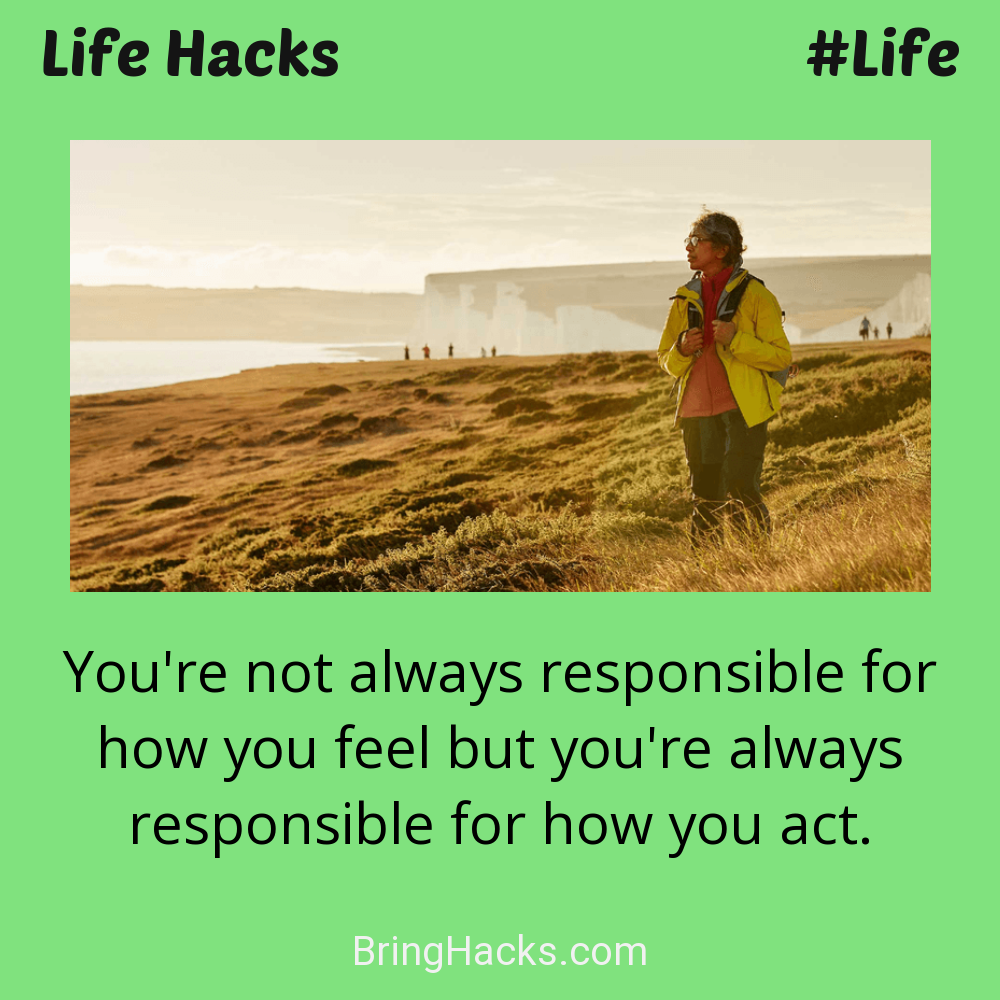 Life Hacks
#Life
You're not always responsible for
how you feel but you're always
responsible for how you act.
BringHacks.com